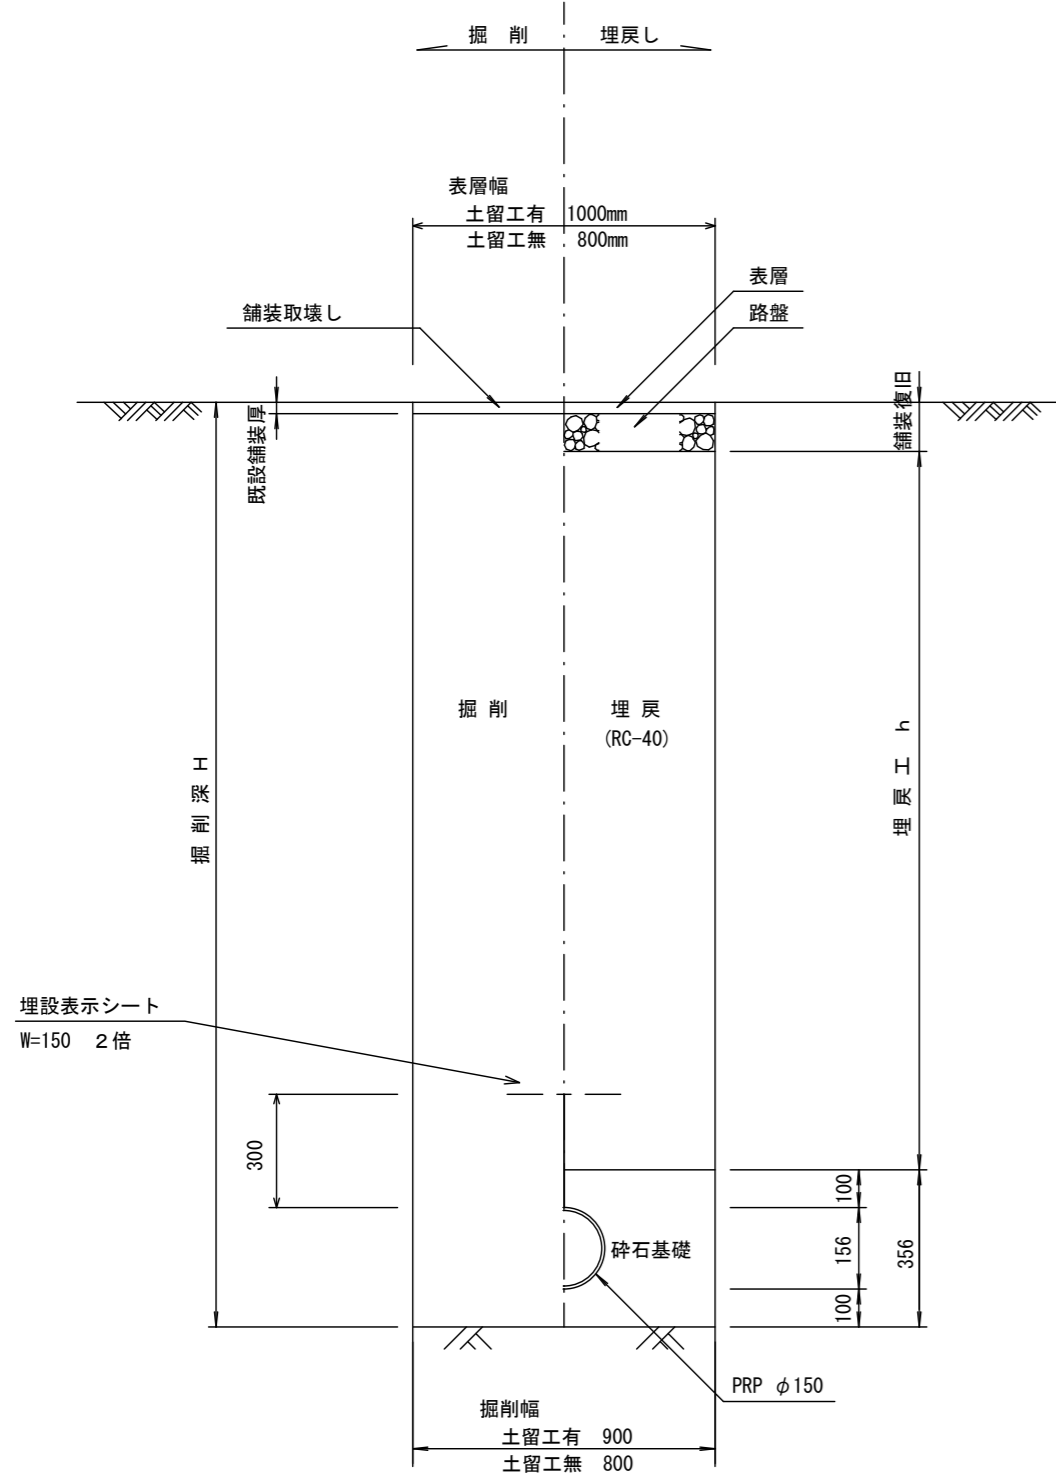 掘 削 埋戻し
表層幅
土留工有 1000mm
土留工無 800mm
表層
舗装取壊し
路盤
既設舗装厚
舗装復旧
掘 削
埋 戻
(RC-40)
掘 削 深 H
埋 戻 工 h
埋設表示シート
W=150 2倍
300
100
156
100
356
砕石基礎
PRP φ150
掘削幅
土留工有 900
土留工無 800